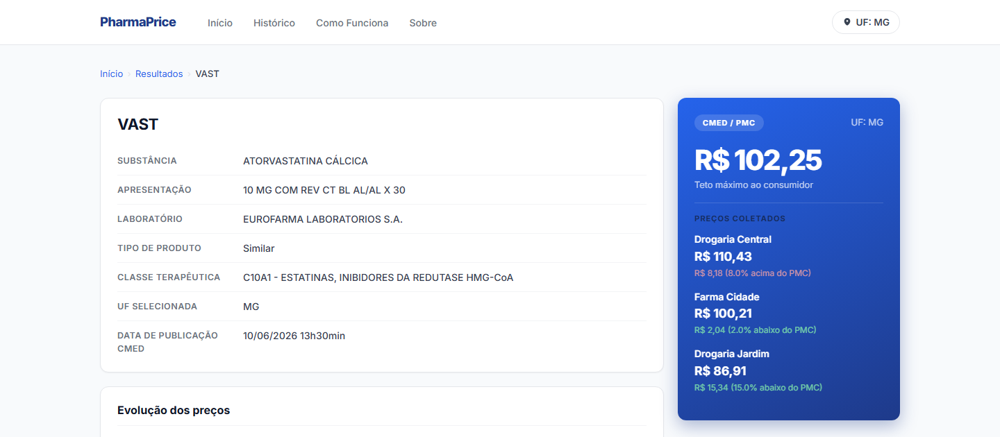 PharmaPrice
Início
Histórico
Como Funciona
Sobre
UF: MG
Início › Resultados › VAST
VAST
SUBSTÂNCIA
ATORVASTATINA CÁLCICA
APRESENTAÇÃO
10 MG COM REV CT BL AL/AL X 30
LABORATÓRIO
EUROFARMA LABORATORIOS S.A.
TIPO DE PRODUTO
Similar
CLASSE TERAPÊUTICA
C10A1 - ESTATINAS, INIBIDORES DA REDUTASE HMG-CoA
UF SELECIONADA
MG
DATA DE PUBLICAÇÃO
CMED
10/06/2026 13h30min
Evolução dos preços
CMED / PMC
UF: MG
R$ 102,25
Teto máximo ao consumidor
PREÇOS COLETADOS
Drogaria Central
R$ 110,43
R$ 8,18 (8.0% acima do PMC)
Farma Cidade
R$ 100,21
R$ 2,04 (2.0% abaixo do PMC)
Drogaria Jardim
R$ 86,91
R$ 15,34 (15.0% abaixo do PMC)